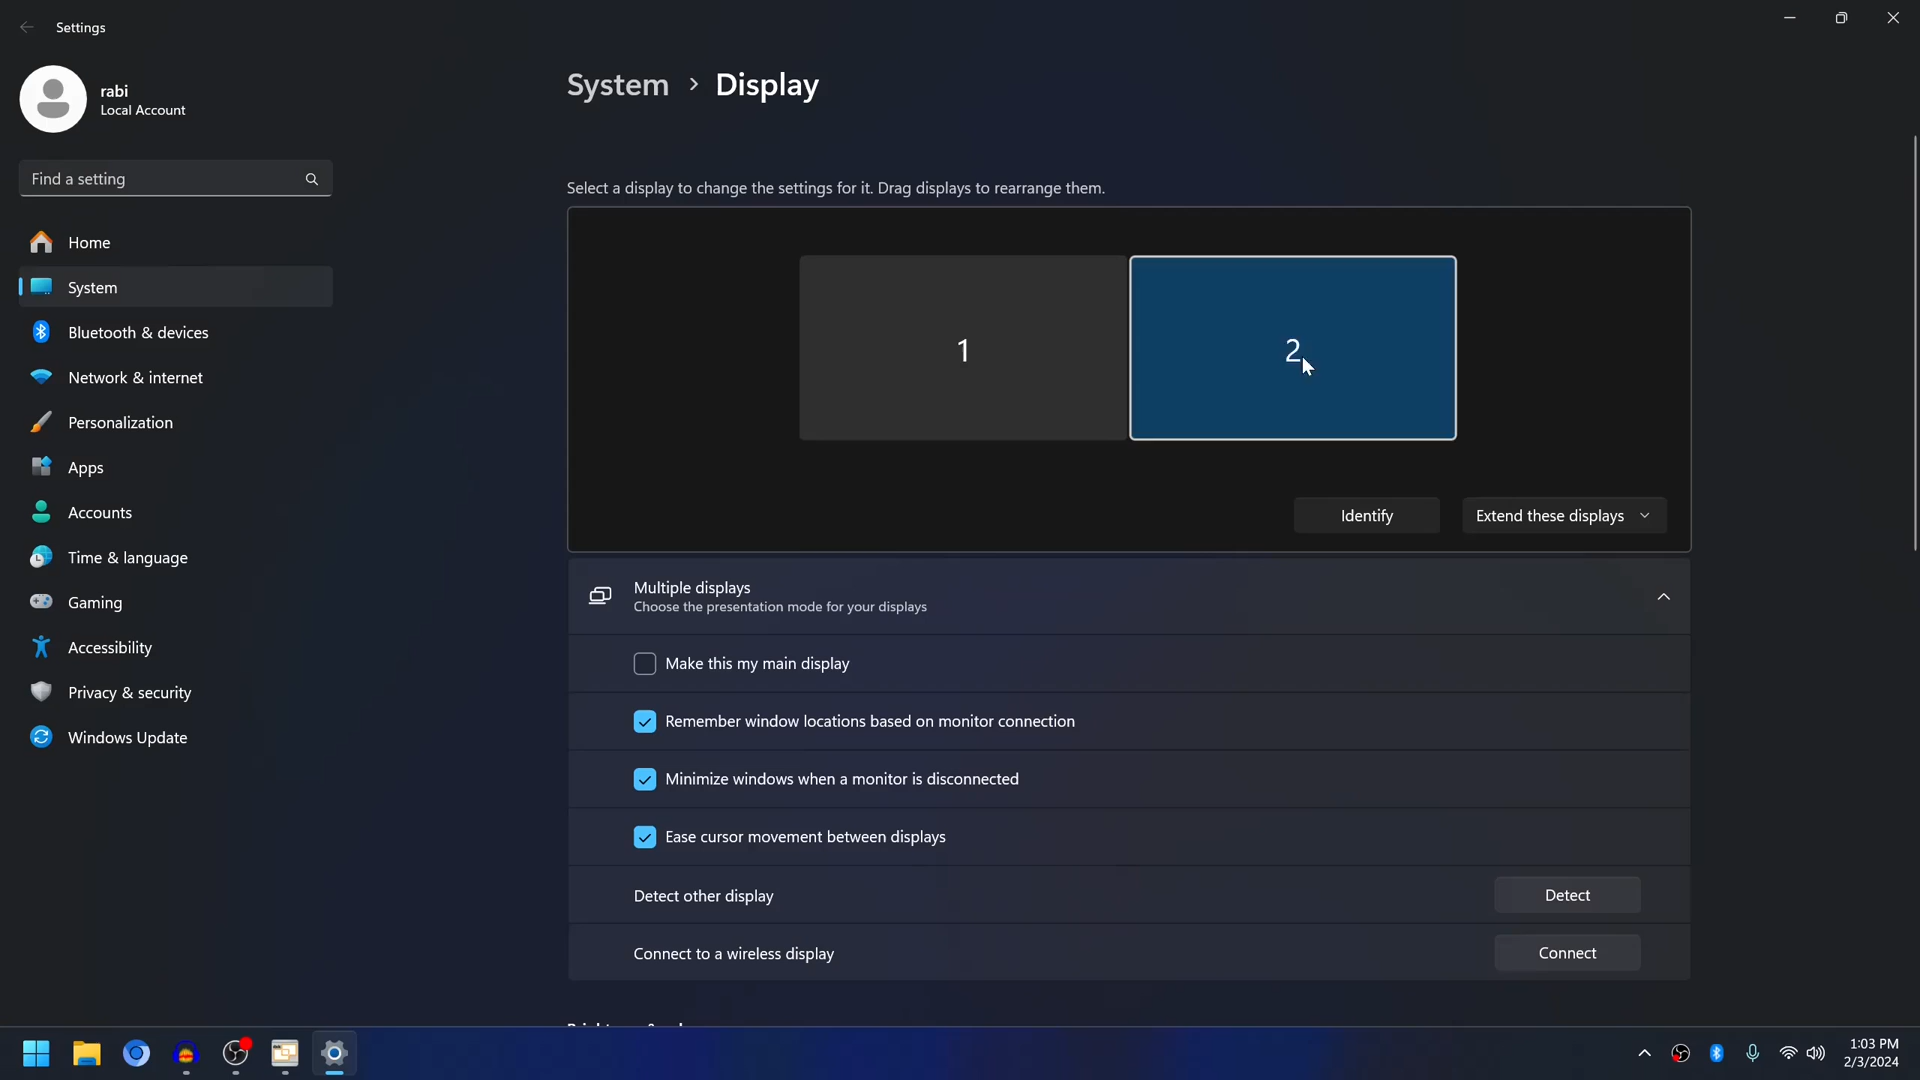 Settings
rabi
Local Account
Find a setting
Home
System
Bluetooth & devices
Network & internet
Personalization
Apps
Accounts
Time & language
Gaming
Accessibility
Privacy & security
Windows Update
System > Display
Select a display to change the settings for it. Drag displays to rearrange them.
1
2
Identify
Extend these displays
Multiple displays
Choose the presentation mode for your displays
Make this my main display
Remember window locations based on monitor connection
Minimize windows when a monitor is disconnected
Ease cursor movement between displays
Detect other display
Detect
Connect to a wireless display
Connect
1:03 PM
2/3/2024